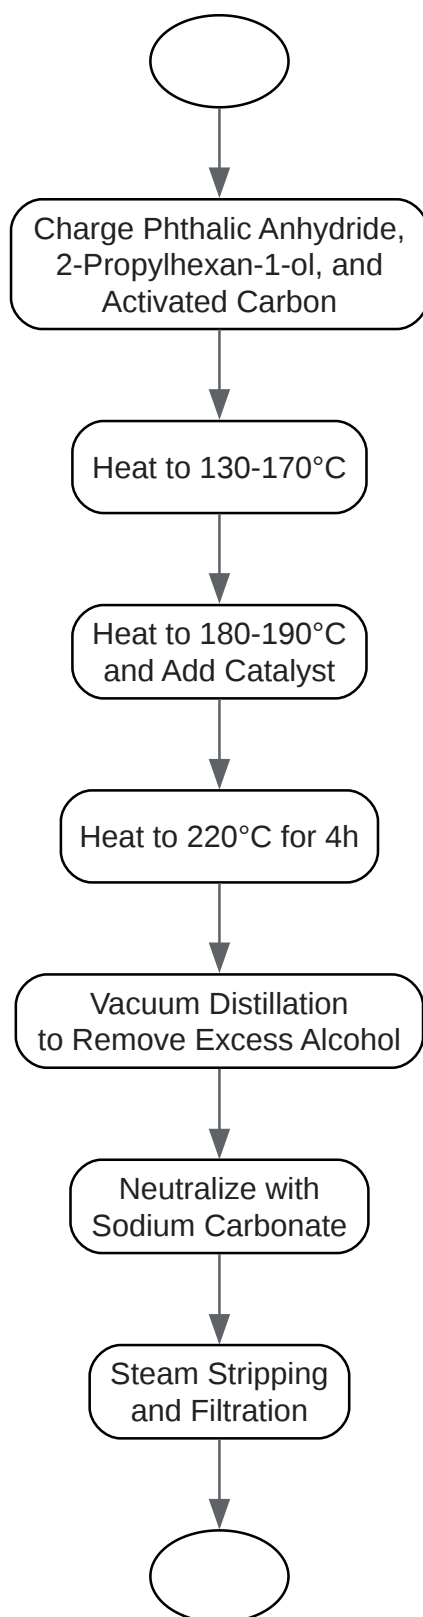 Charge Phthalic Anhydride,
2-Propylhexan-1-ol, and
Activated Carbon
Heat to 130-170°C
Heat to 180-190°C
and Add Catalyst
Heat to 220°C for 4h
Vacuum Distillation
to Remove Excess Alcohol
Neutralize with
Sodium Carbonate
Steam Stripping
and Filtration